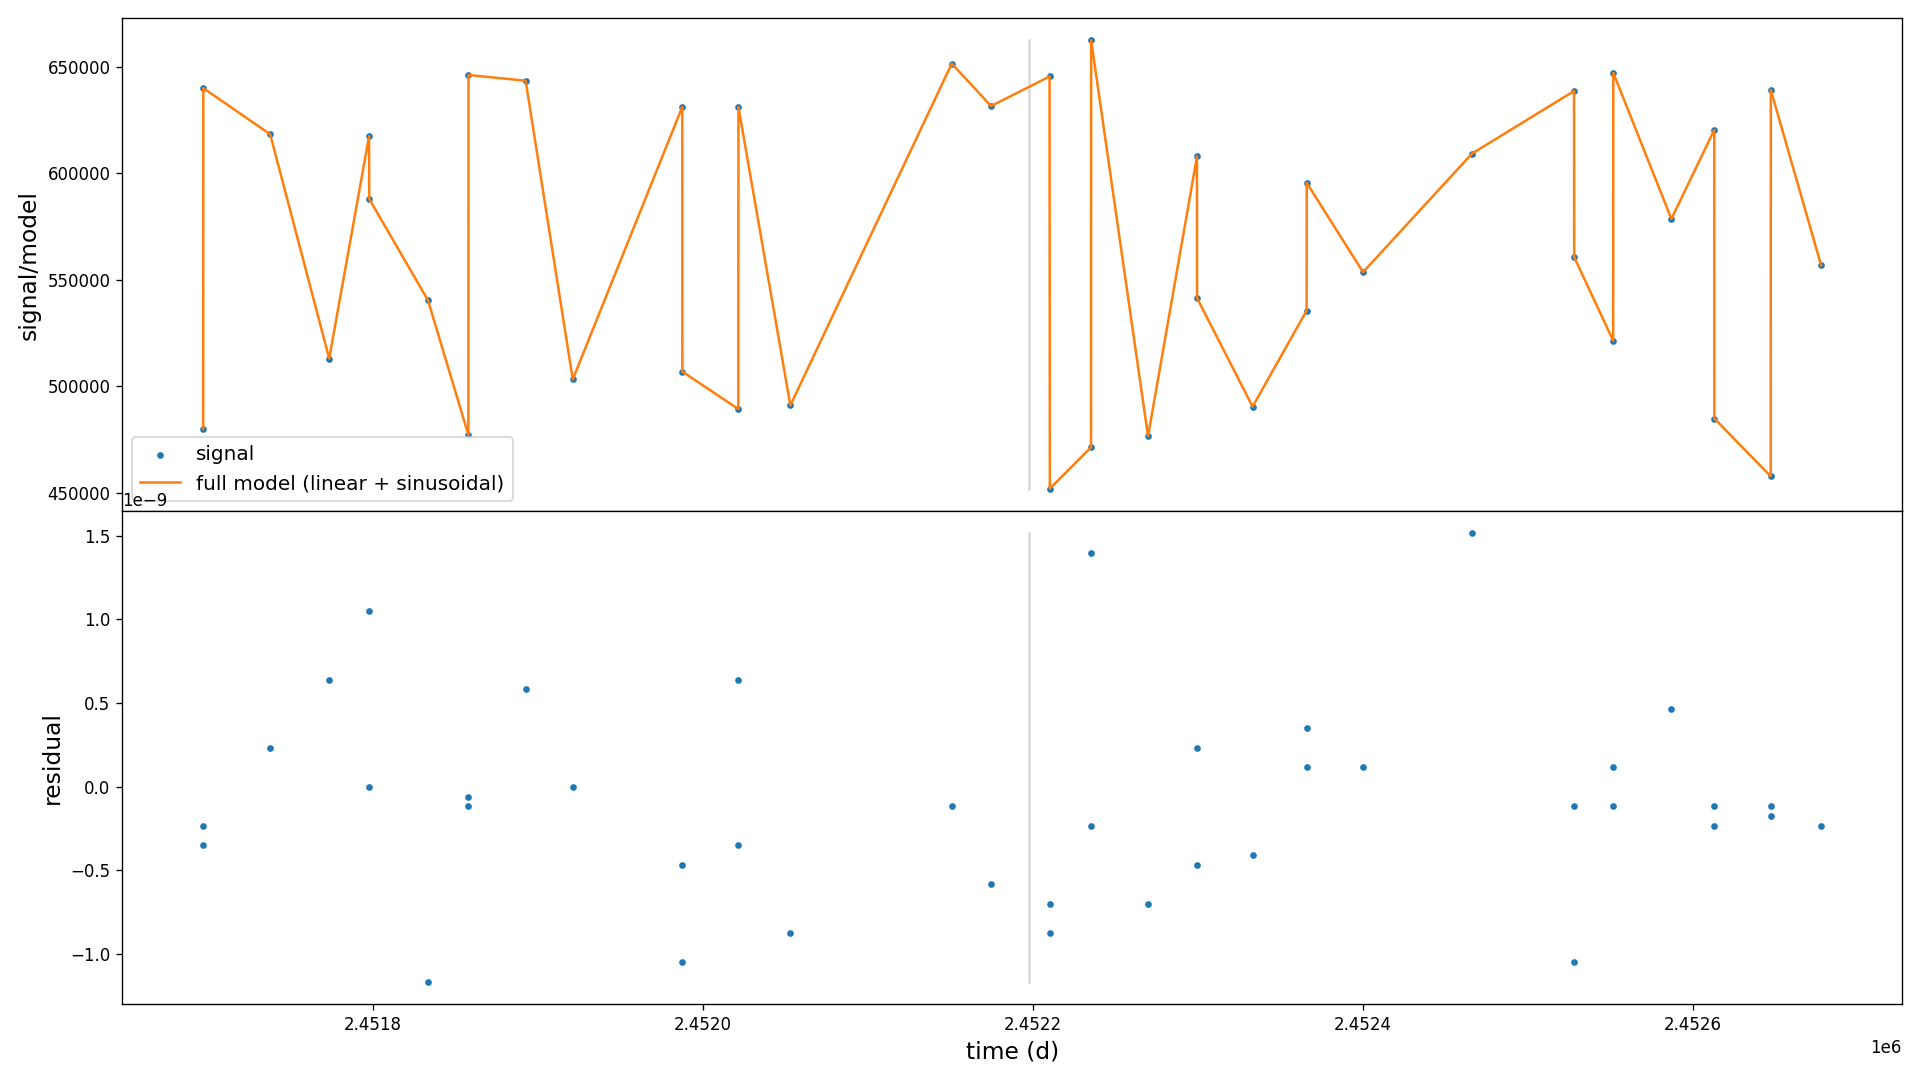 signal/model
650000
600000
550000
500000
450000
signal
full model (linear + sinusoidal)
1e−9
residual
1.5
1.0
0.5
0.0
−0.5
−1.0
2.4518
2.4520
2.4522
2.4524
2.4526
time (d)
1e6